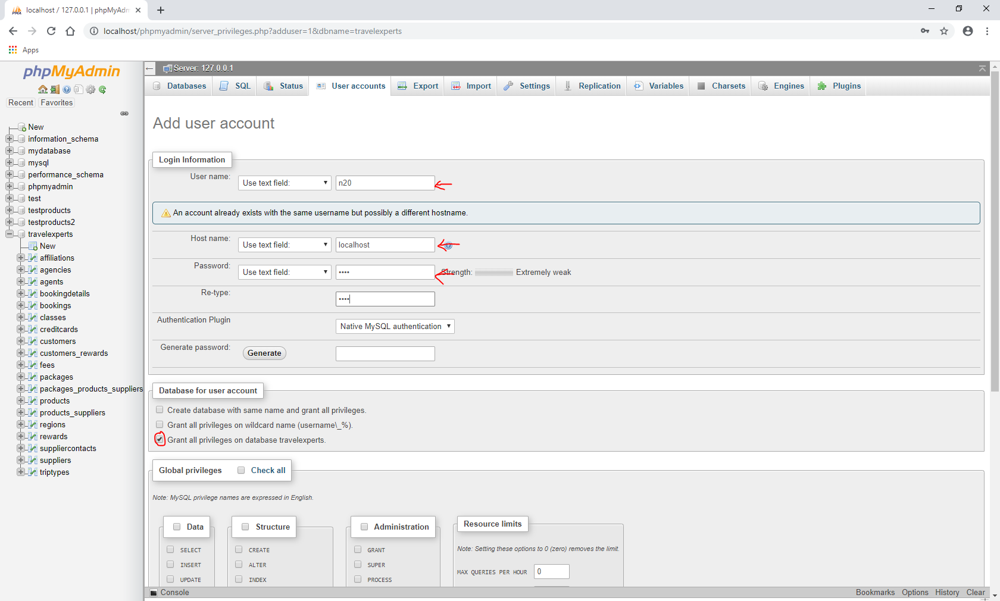 localhost / 127.0.0.1 | phpMyAdm
localhost/phpmyadmin/server_privileges.php?adduser=1&dbname=travelexperts
Apps
phpMyAdmin
Recent Favorites
New
information_schema
mydatabase
mysql
performance_schema
phpmyadmin
test
testproducts
testproducts2
travelexperts
New
affiliations
agencies
agents
bookingdetails
bookings
classes
creditcards
customers
customers_rewards
fees
packages
packages_products_suppliers
products
products_suppliers
regions
rewards
suppliercontacts
suppliers
triptypes
Server: 127.0.0.1
Databases SQL Status User accounts Export Import Settings Replication Variables Charsets Engines Plugins
Add user account
Login Information
User name: Use text field: n20
An account already exists with the same username but possibly a different hostname.
Host name: Use text field: localhost
Password: Use text field: •••• Strength: Extremely weak
Re-type: ••••
Authentication Plugin Native MySQL authentication
Generate password: Generate
Database for user account
Create database with same name and grant all privileges.
Grant all privileges on wildcard name (username\_%).
Grant all privileges on database travelexperts.
Global privileges Check all
Note: MySQL privilege names are expressed in English.
Data Structure Administration Resource limits
SELECT CREATE GRANT Note: Setting these options to 0 (zero) removes the limit.
INSERT ALTER SUPER
UPDATE INDEX PROCESS MAX QUERIES PER HOUR 0
Console Bookmarks Options History Clear